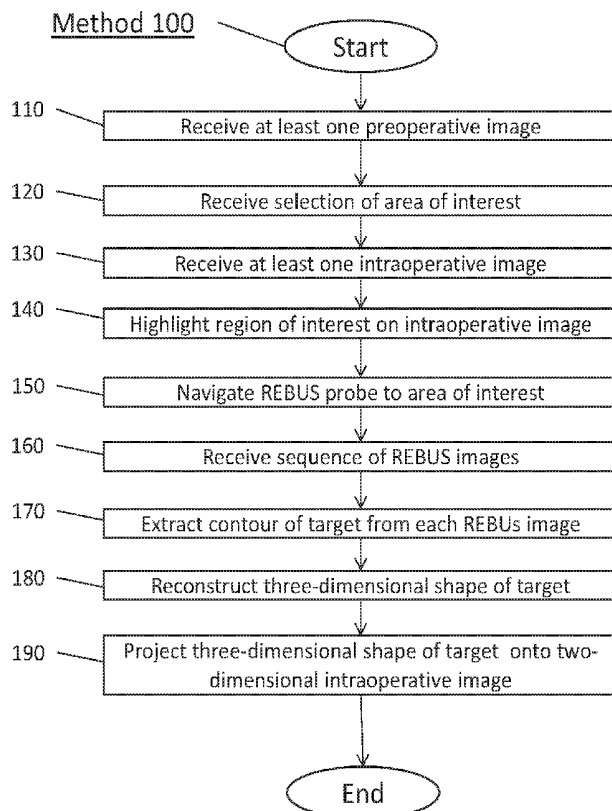 Method 100
Start
110
Receive at least one preoperative image
120
Receive selection of area of interest
130
Receive at least one intraoperative image
140
Highlight region of interest on intraoperative image
150
Navigate REBUS probe to area of interest
160
Receive sequence of REBUS images
170
Extract contour of target from each REBUs image
180
Reconstruct three-dimensional shape of target
190
Project three-dimensional shape of target onto two-
dimensional intraoperative image
End